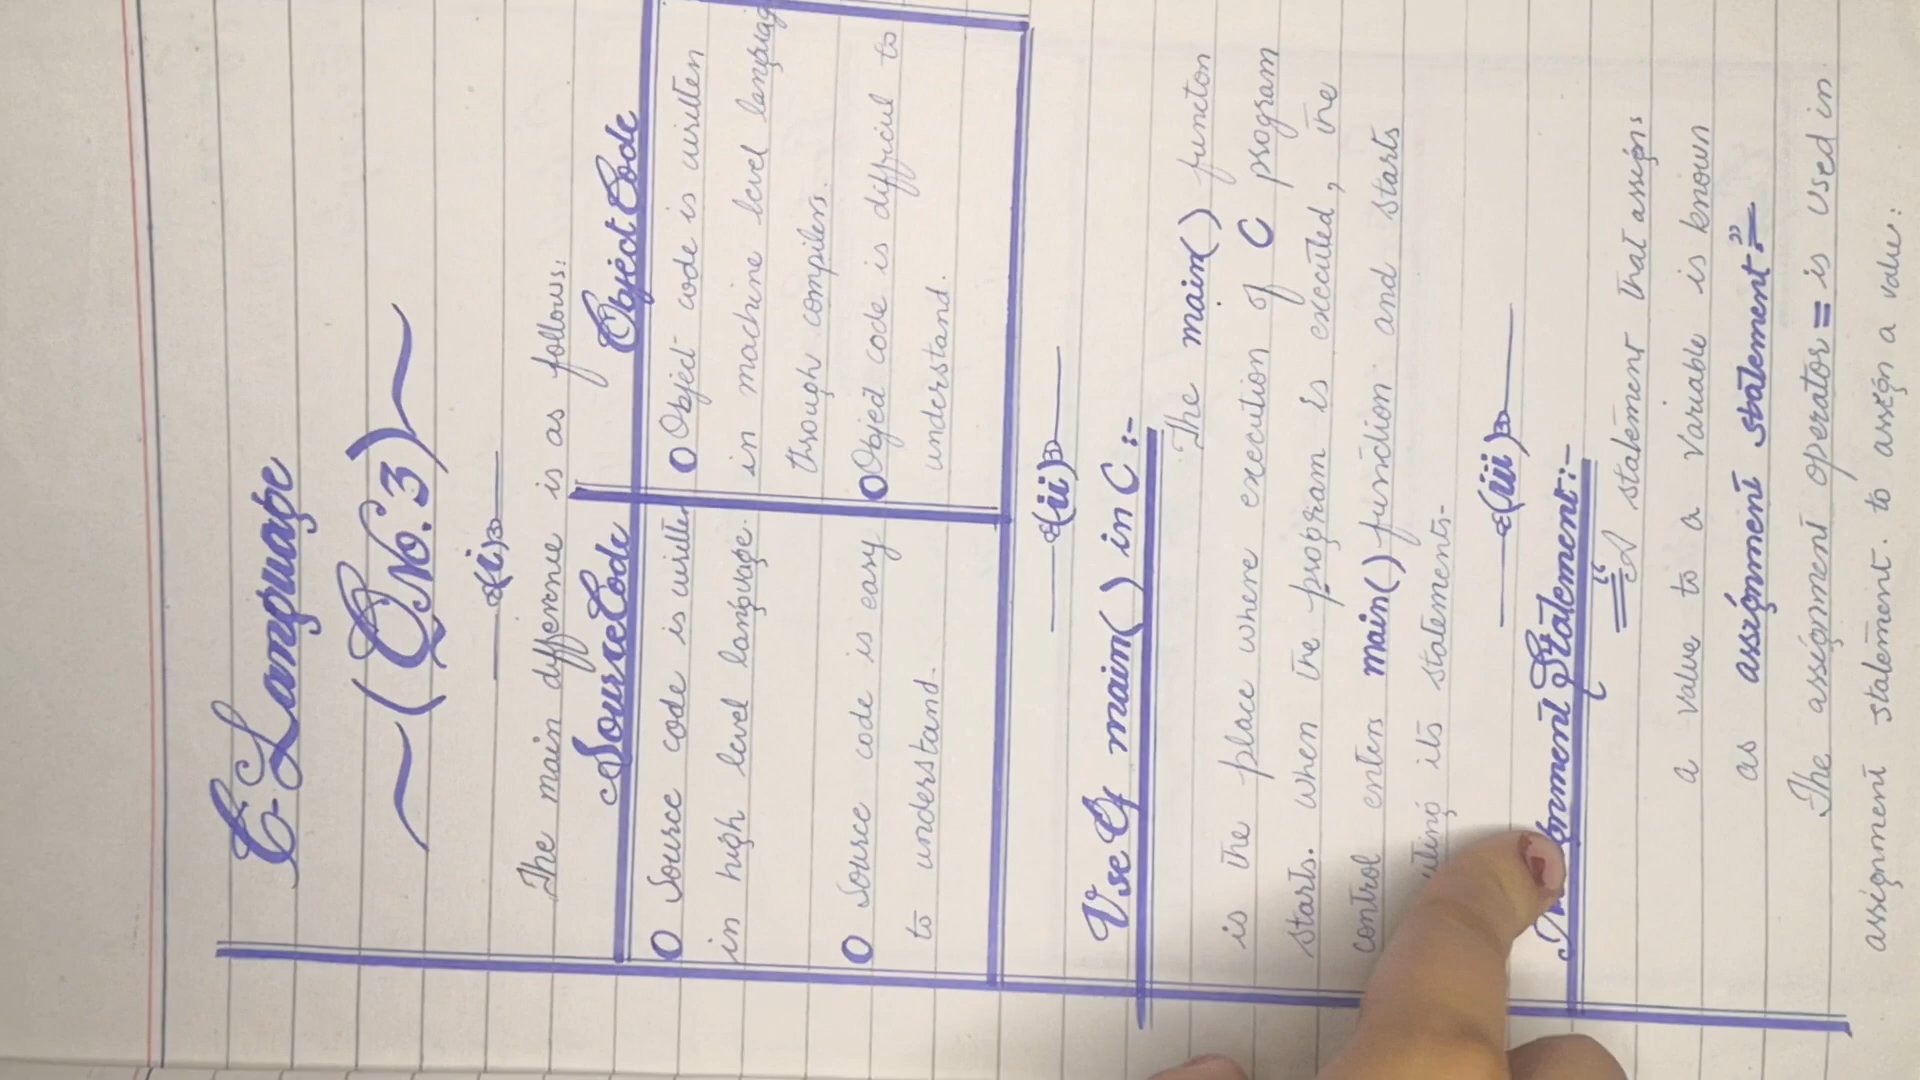 C-Language
(Q No. 3)
(i)
The main difference is as follows:
Source Code
Object Code
Source code is written
in high level language.
Source code is easy
to understand.
Object code is written
in machine level languag
through compilers.
Object code is difficult to
understand.
(ii)
Use Of main() in C:-
The main() function
is the place where execution of C program
starts. when the program is executed, the
control enters main() function and starts
uting its statements.
(iii)
nment Statement:-
"A statement that assigns
a value to a variable is known
as assignment statement."
The assignment operator = is used in
assignment statement. to assign a value: